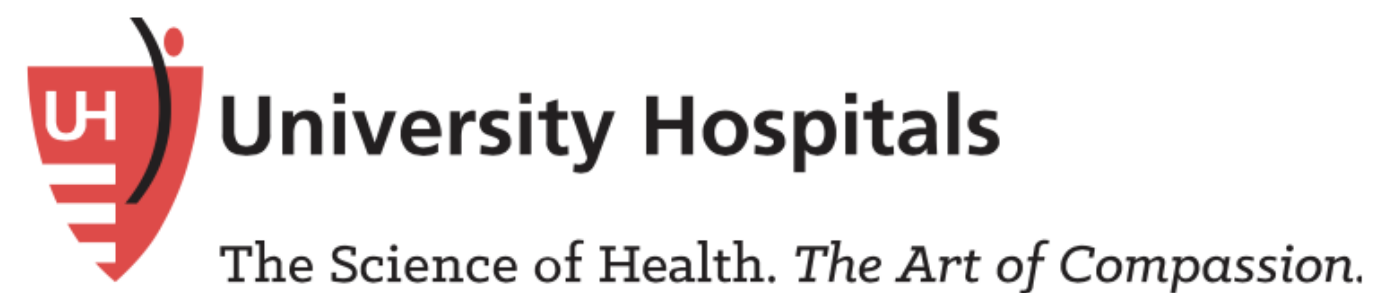 UH
University Hospitals
The Science of Health. The Art of Compassion.